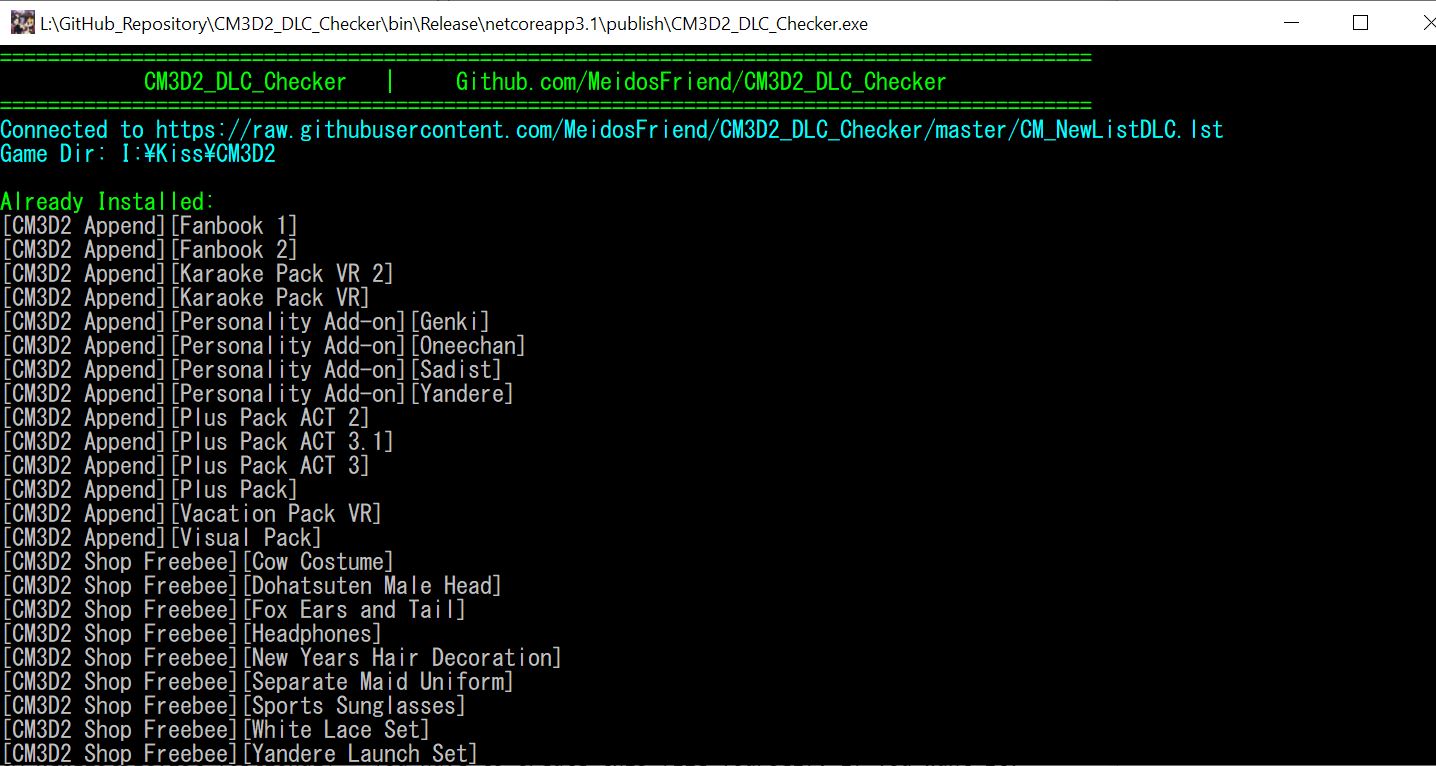 L:\GitHub_Repository\CM3D2_DLC_Checker\bin\Release\netcoreapp3.1\publish\CM3D2_DLC_Checker.exe
===========================================================================================
CM3D2_DLC_Checker | Github.com/MeidosFriend/CM3D2_DLC_Checker
===========================================================================================
Connected to https://raw.githubusercontent.com/MeidosFriend/CM3D2_DLC_Checker/master/CM_NewListDLC.lst
Game Dir: I:¥Kiss¥CM3D2
Already Installed:
[CM3D2 Append][Fanbook 1]
[CM3D2 Append][Fanbook 2]
[CM3D2 Append][Karaoke Pack VR 2]
[CM3D2 Append][Karaoke Pack VR]
[CM3D2 Append][Personality Add-on][Genki]
[CM3D2 Append][Personality Add-on][Oneechan]
[CM3D2 Append][Personality Add-on][Sadist]
[CM3D2 Append][Personality Add-on][Yandere]
[CM3D2 Append][Plus Pack ACT 2]
[CM3D2 Append][Plus Pack ACT 3.1]
[CM3D2 Append][Plus Pack ACT 3]
[CM3D2 Append][Plus Pack]
[CM3D2 Append][Vacation Pack VR]
[CM3D2 Append][Visual Pack]
[CM3D2 Shop Freebee][Cow Costume]
[CM3D2 Shop Freebee][Dohatsuten Male Head]
[CM3D2 Shop Freebee][Fox Ears and Tail]
[CM3D2 Shop Freebee][Headphones]
[CM3D2 Shop Freebee][New Years Hair Decoration]
[CM3D2 Shop Freebee][Separate Maid Uniform]
[CM3D2 Shop Freebee][Sports Sunglasses]
[CM3D2 Shop Freebee][White Lace Set]
[CM3D2 Shop Freebee][Yandere Launch Set]